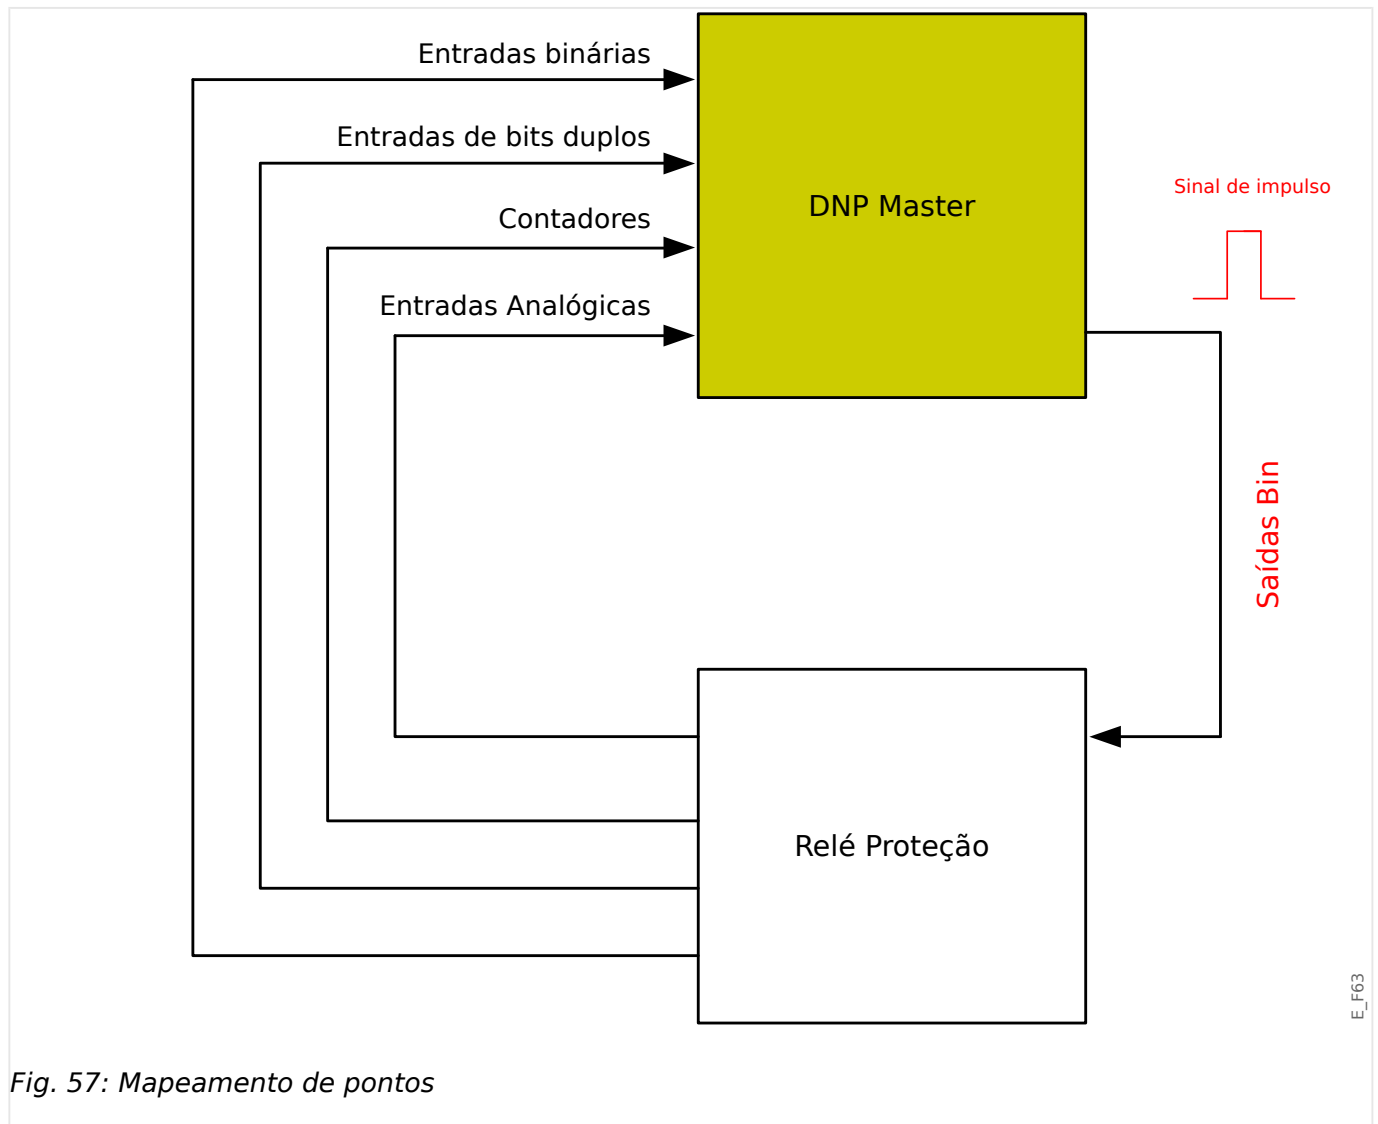 Entradas binárias
Entradas de bits duplos
Contadores
Entradas Analógicas
DNP Master
Sinal de impulso
Saídas Bin
Relé Proteção
E_F63
Fig. 57: Mapeamento de pontos